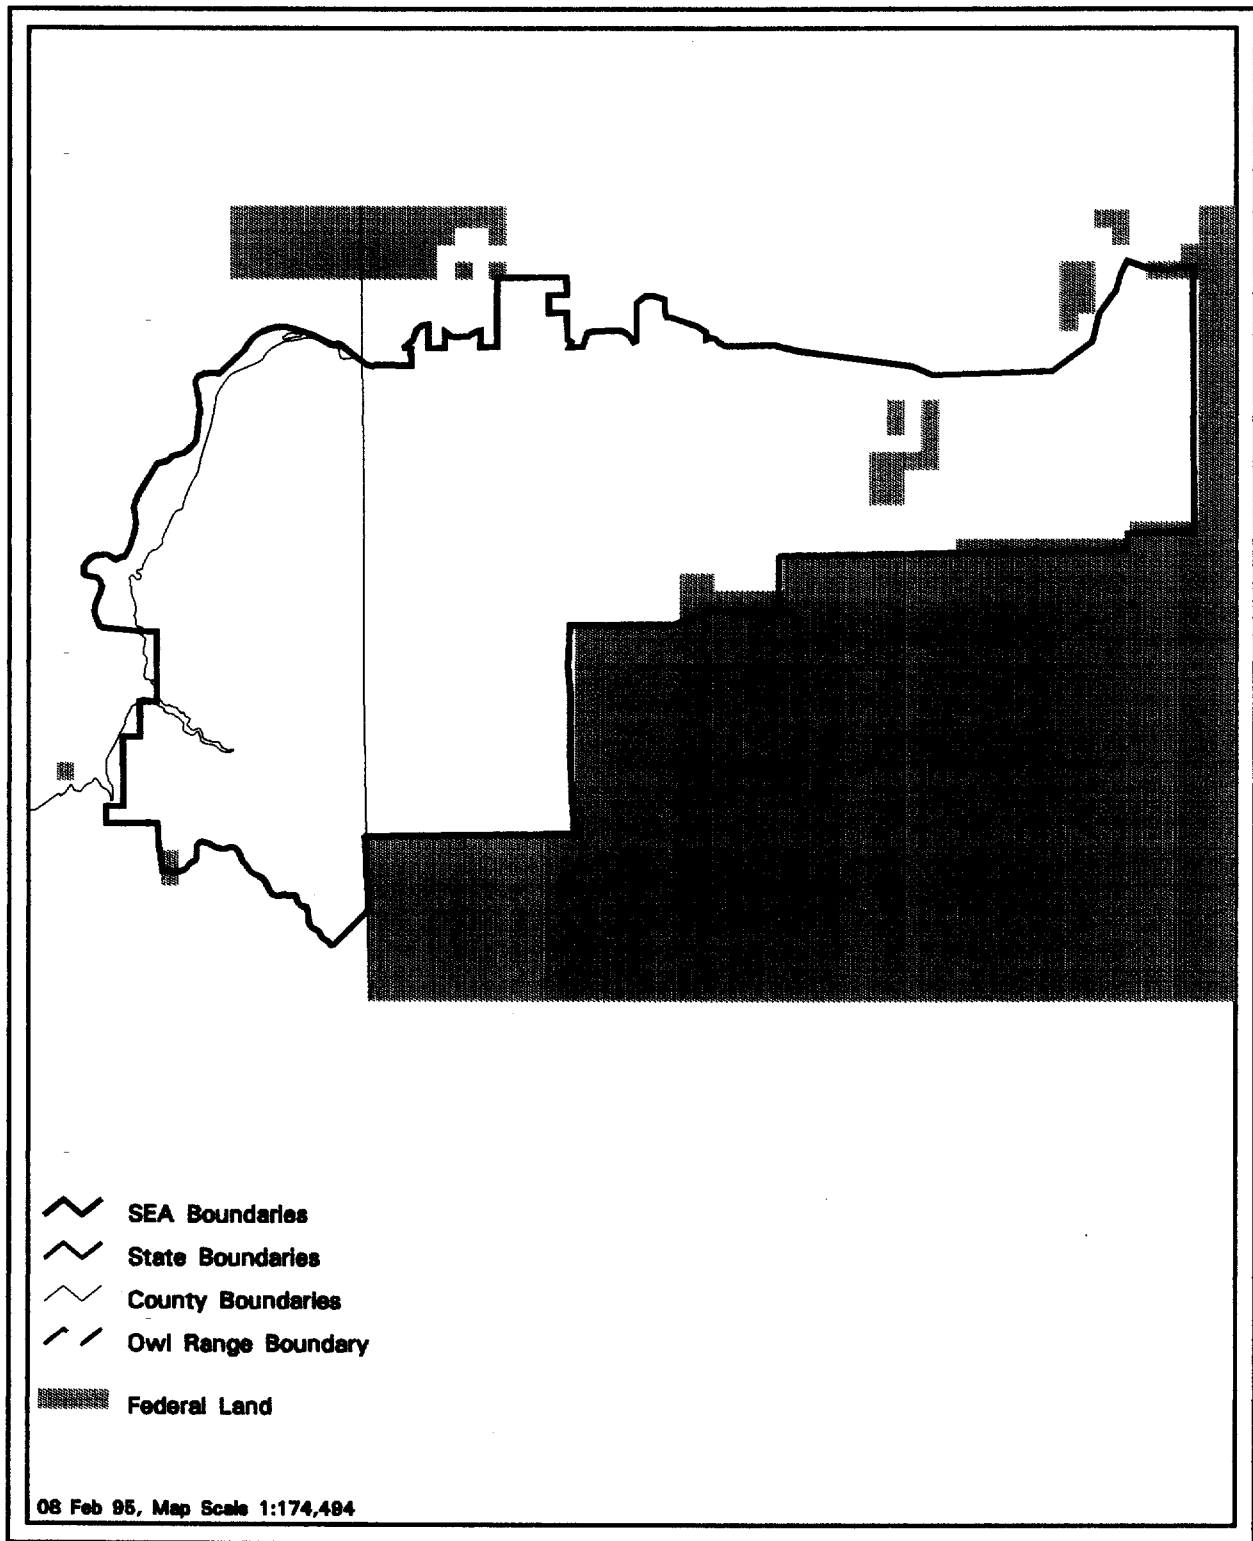 SEA Boundaries
State Boundaries
County Boundaries
Owl Range Boundary
Federal Land
08 Feb 95, Map Scale 1:174,494